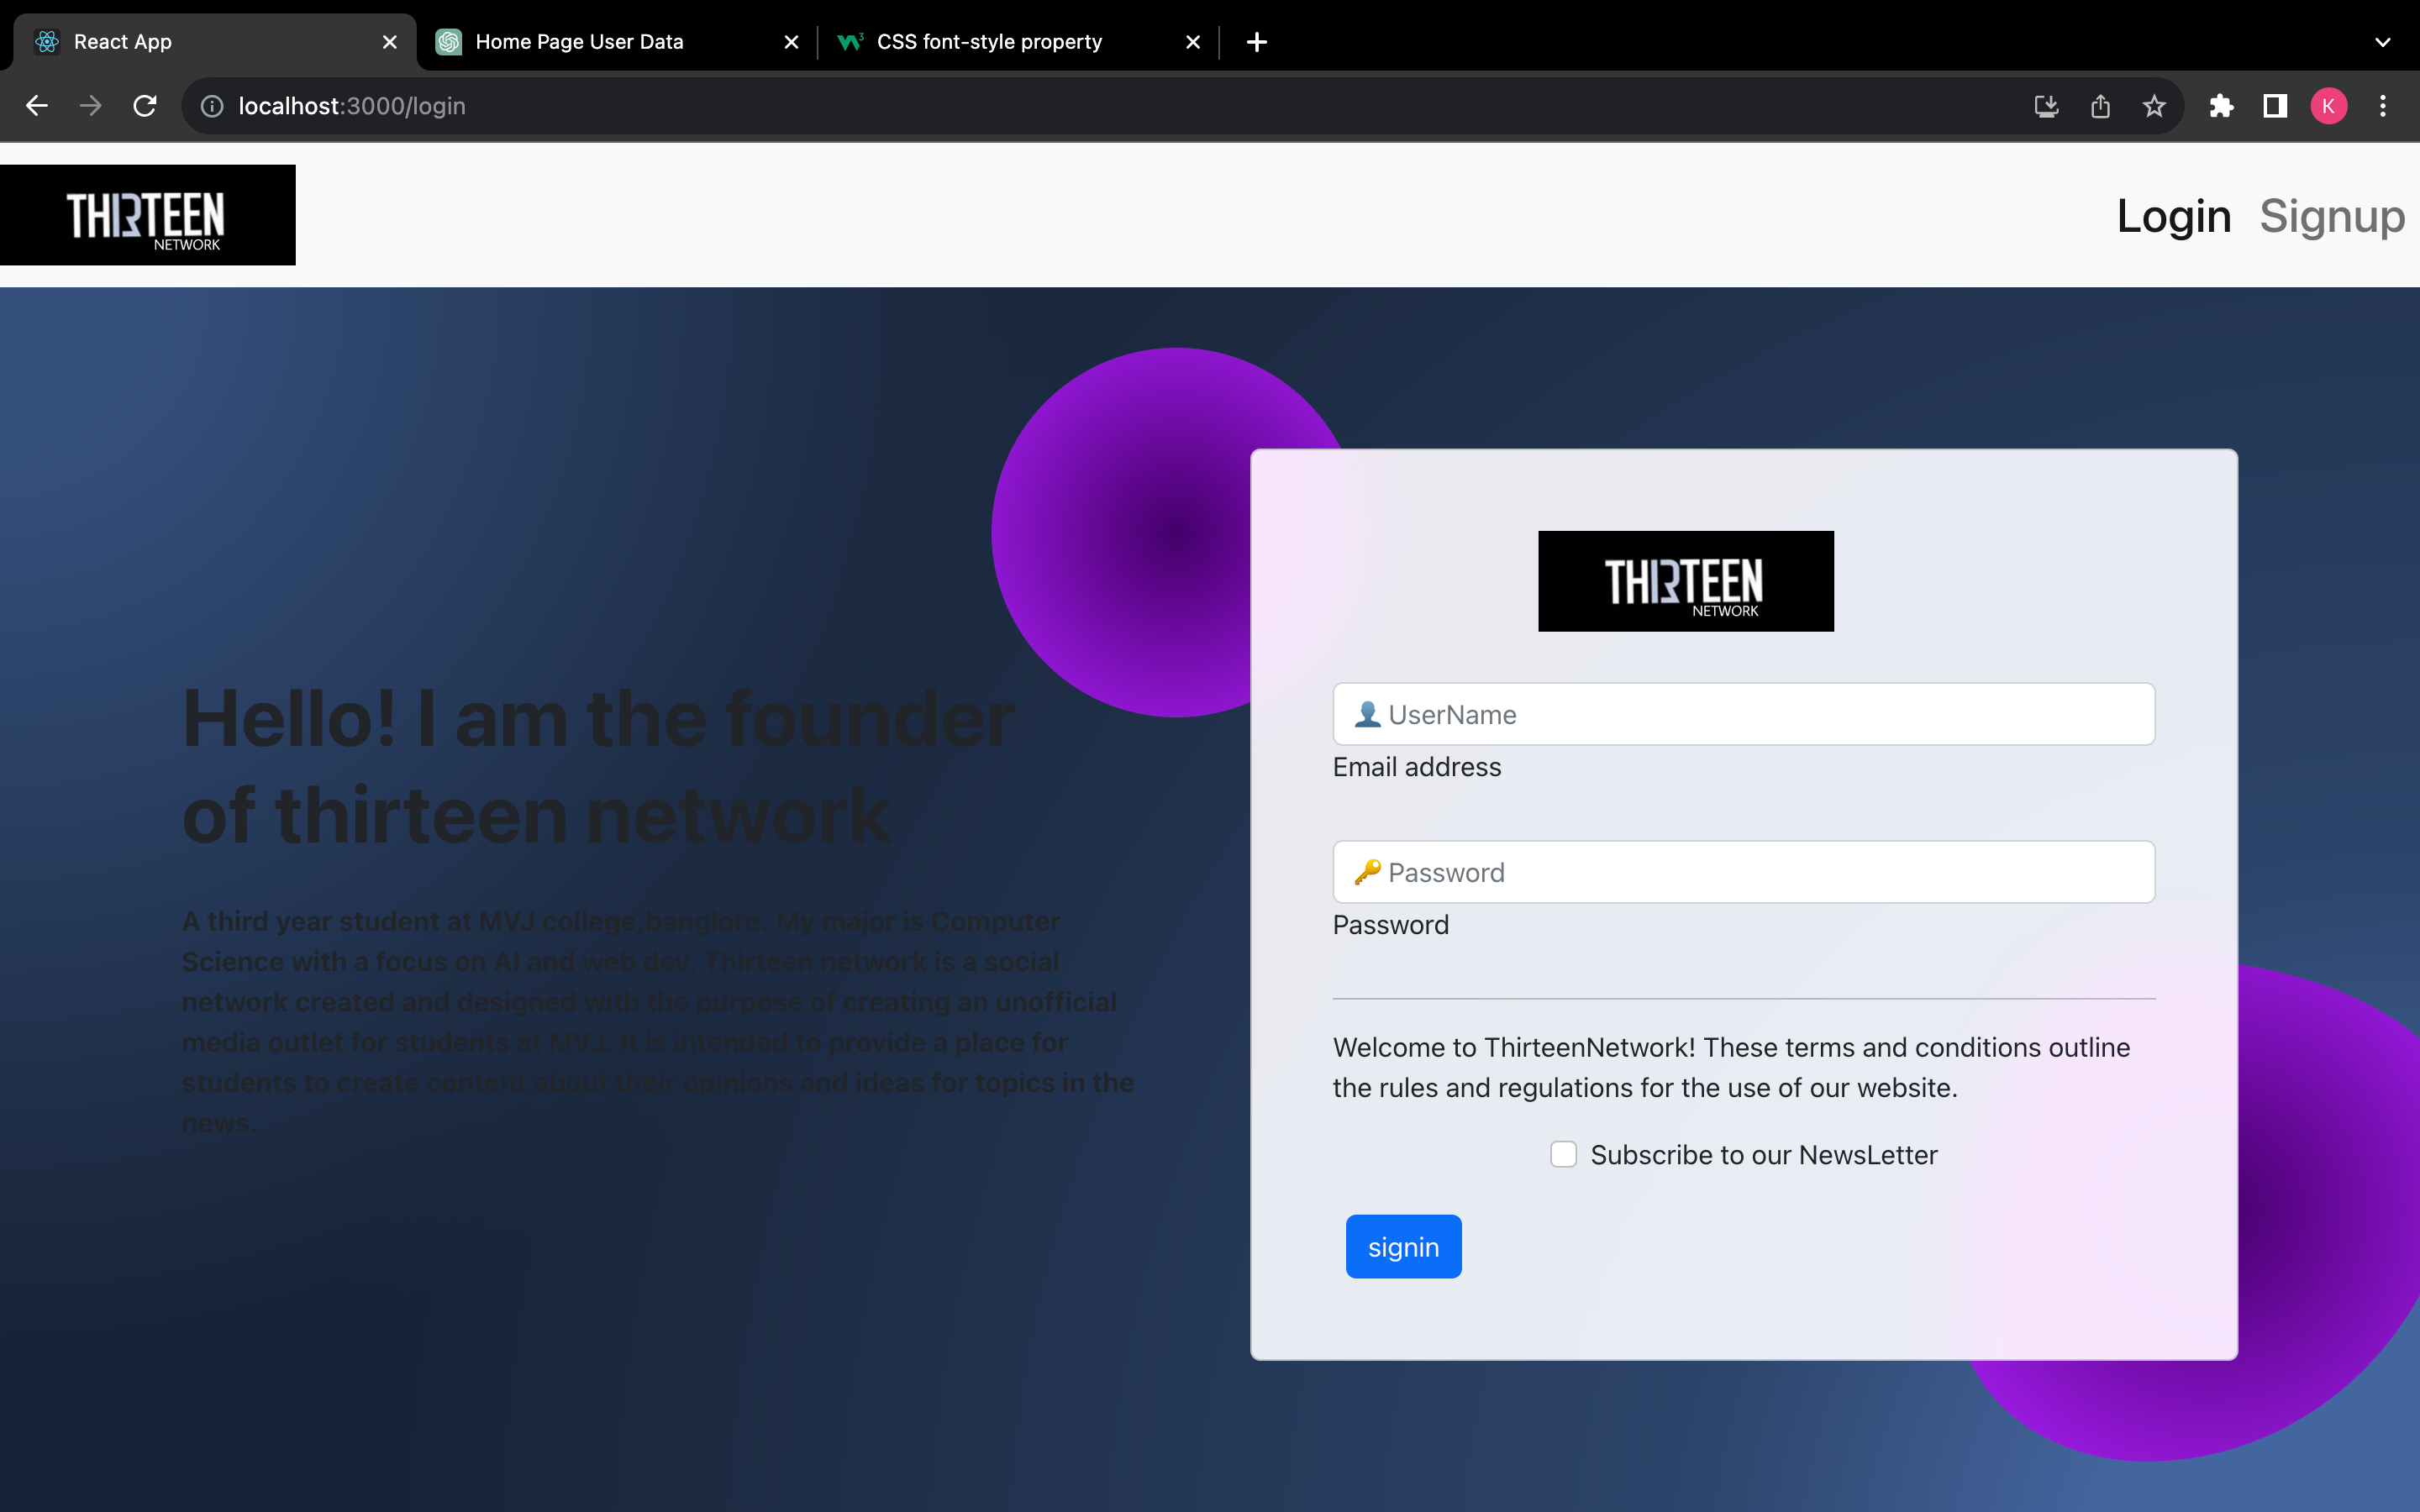 React App
Home Page User Data
CSS font-style property
localhost:3000/login
K
THIRTEEN
NETWORK
Login Signup
THIRTEEN
NETWORK
Hello! I am the founder
of thirteen network
A third year student at MVJ college,banglore. My major is Computer
Science with a focus on AI and web dev. Thirteen network is a social
network created and designed with the purpose of creating an unofficial
media outlet for students at MVJ. It is intended to provide a place for
students to create content about their opinions and ideas for topics in the
news.
UserName
Email address
Password
Password
Welcome to ThirteenNetwork! These terms and conditions outline
the rules and regulations for the use of our website.
Subscribe to our NewsLetter
signin